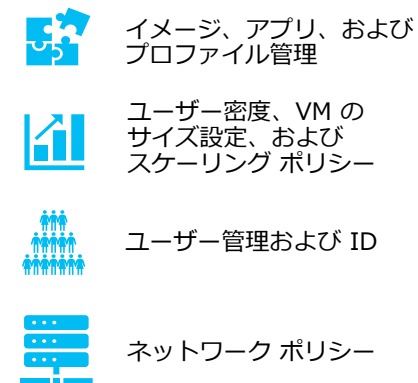 イメージ、アプリ、および
プロファイル管理
ユーザー密度、VM の
サイズ設定、および
スケーリング ポリシー
ユーザー管理および ID
ネットワーク ポリシー